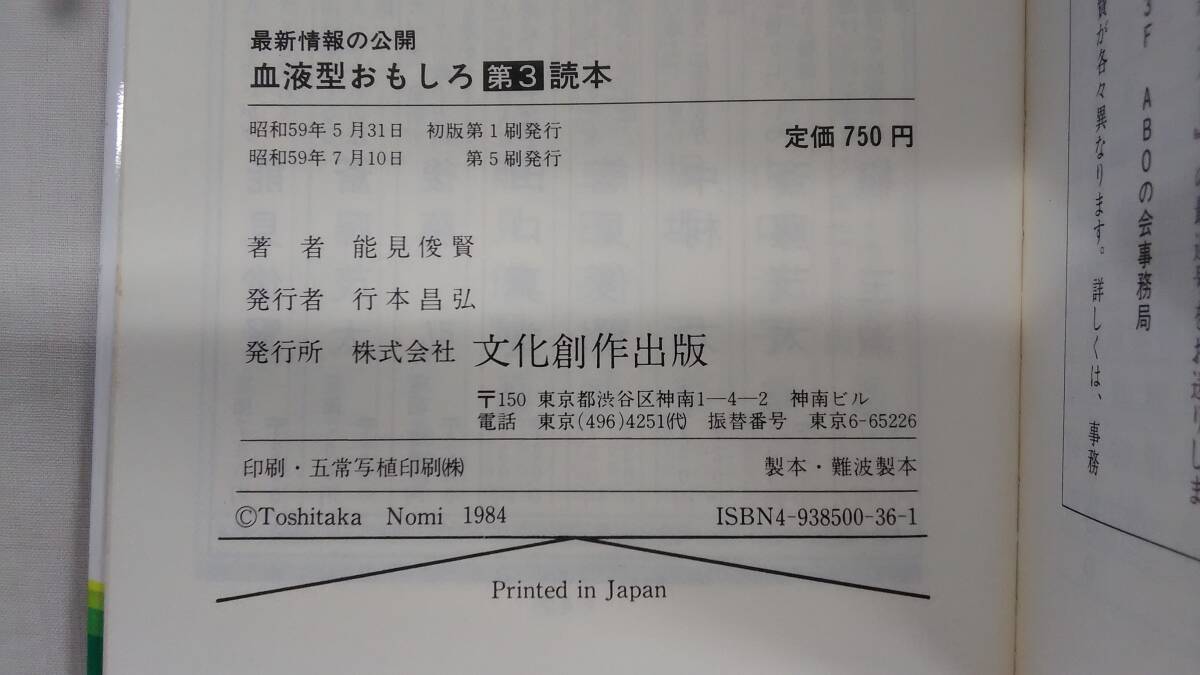 最新情報の公開
血液型おもしろ第3読本
昭和59年5月31日 初版第1刷発行
昭和59年7月10日 第5刷発行
定価750円
著者 能見俊賢
発行者 行本昌弘
発行所 株式会社 文化創作出版
〒150 東京都渋谷区神南1―4―2 神南ビル
電話 東京(496)4251㈹ 振替番号 東京6-65226
印刷・五常写植印刷㈱
製本・難波製本
©Toshitaka Nomi 1984
ISBN4-938500-36-1
Printed in Japan
3F ABOの会事務局
が各々異なります。詳しくは、事務